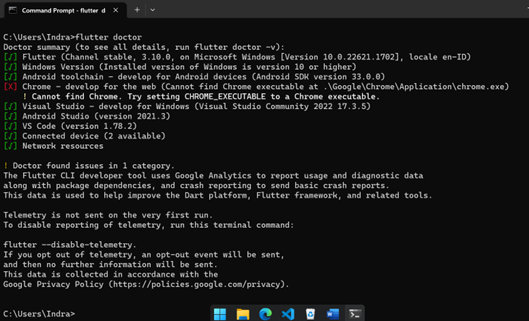 Command Prompt - flutter d
C:\Users\Indra>flutter doctor
Doctor summary (to see all details, run flutter doctor -v):
[√] Flutter (Channel stable, 3.10.0, on Microsoft Windows [Version 10.0.22621.1702], locale en-ID)
[√] Windows Version (Installed version of Windows is version 10 or higher)
[√] Android toolchain - develop for Android devices (Android SDK version 33.0.0)
[X] Chrome - develop for the web (Cannot find Chrome executable at .\Google\Chrome\Application\chrome.exe)
! Cannot find Chrome. Try setting CHROME_EXECUTABLE to a Chrome executable.
[√] Visual Studio - develop for Windows (Visual Studio Community 2022 17.3.5)
[√] Android Studio (version 2021.3)
[√] VS Code (version 1.78.2)
[√] Connected device (2 available)
[√] Network resources
! Doctor found issues in 1 category.
The Flutter CLI developer tool uses Google Analytics to report usage and diagnostic data
along with package dependencies, and crash reporting to send basic crash reports.
This data is used to help improve the Dart platform, Flutter framework, and related tools.
Telemetry is not sent on the very first run.
To disable reporting of telemetry, run this terminal command:
flutter --disable-telemetry.
If you opt out of telemetry, an opt-out event will be sent,
and then no further information will be sent.
This data is collected in accordance with the
Google Privacy Policy (https://policies.google.com/privacy).
C:\Users\Indra>